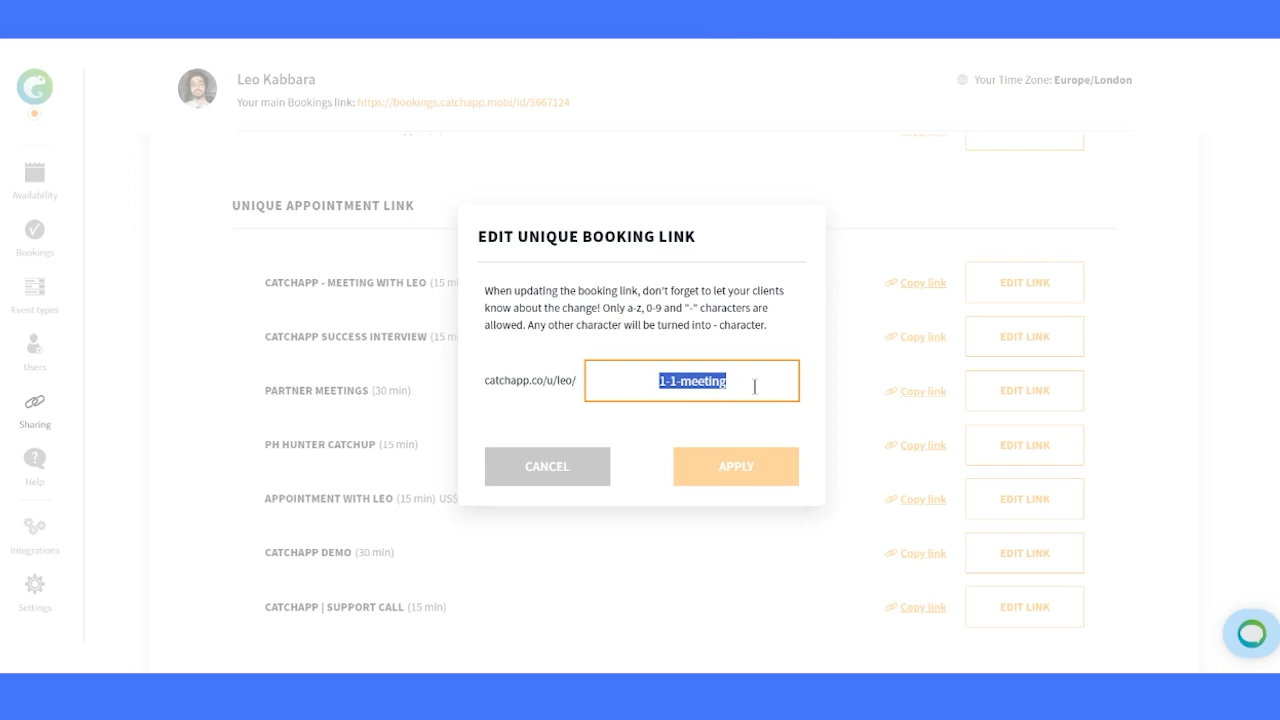 Leo Kabbara
Your main Bookings link: https://bookings.catchapp.mobi/id/5667124
Your Time Zone: Europe/London
Availability
Bookings
Event types
Users
Sharing
Help
Integrations
Settings
UNIQUE APPOINTMENT LINK
CATCHAPP - MEETING WITH LEO (15 mi
Copy link
EDIT LINK
CATCHAPP SUCCESS INTERVIEW (15 m
Copy link
EDIT LINK
PARTNER MEETINGS (30 min)
Copy link
EDIT LINK
PH HUNTER CATCHUP (15 min)
Copy link
EDIT LINK
APPOINTMENT WITH LEO (15 min) US$
Copy link
EDIT LINK
CATCHAPP DEMO (30 min)
Copy link
EDIT LINK
CATCHAPP | SUPPORT CALL (15 min)
Copy link
EDIT LINK
EDIT UNIQUE BOOKING LINK
When updating the booking link, don't forget to let your clients
know about the change! Only a-z, 0-9 and "-" characters are
allowed. Any other character will be turned into - character.
catchapp.co/u/leo/
1-1-meeting
CANCEL
APPLY